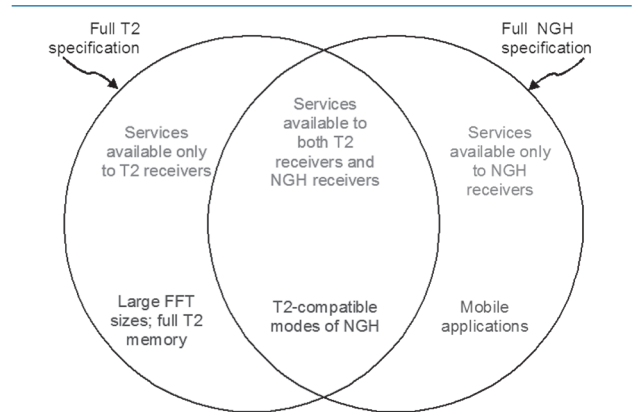 Full T2
specification
Full NGH
specification
Services
available only
to T2 receivers
Services
available to
both T2
receivers and
NGH receivers
Services
available only
to NGH
receivers
Large FFT
sizes; full T2
memory
T2-compatible
modes of NGH
Mobile
applications